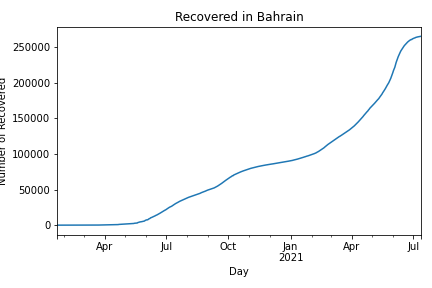 Recovered in Bahrain
Number of Recovered
250000
200000
150000
100000
50000
0
Apr
Jul
Oct
Jan
2021
Apr
Jul
Day